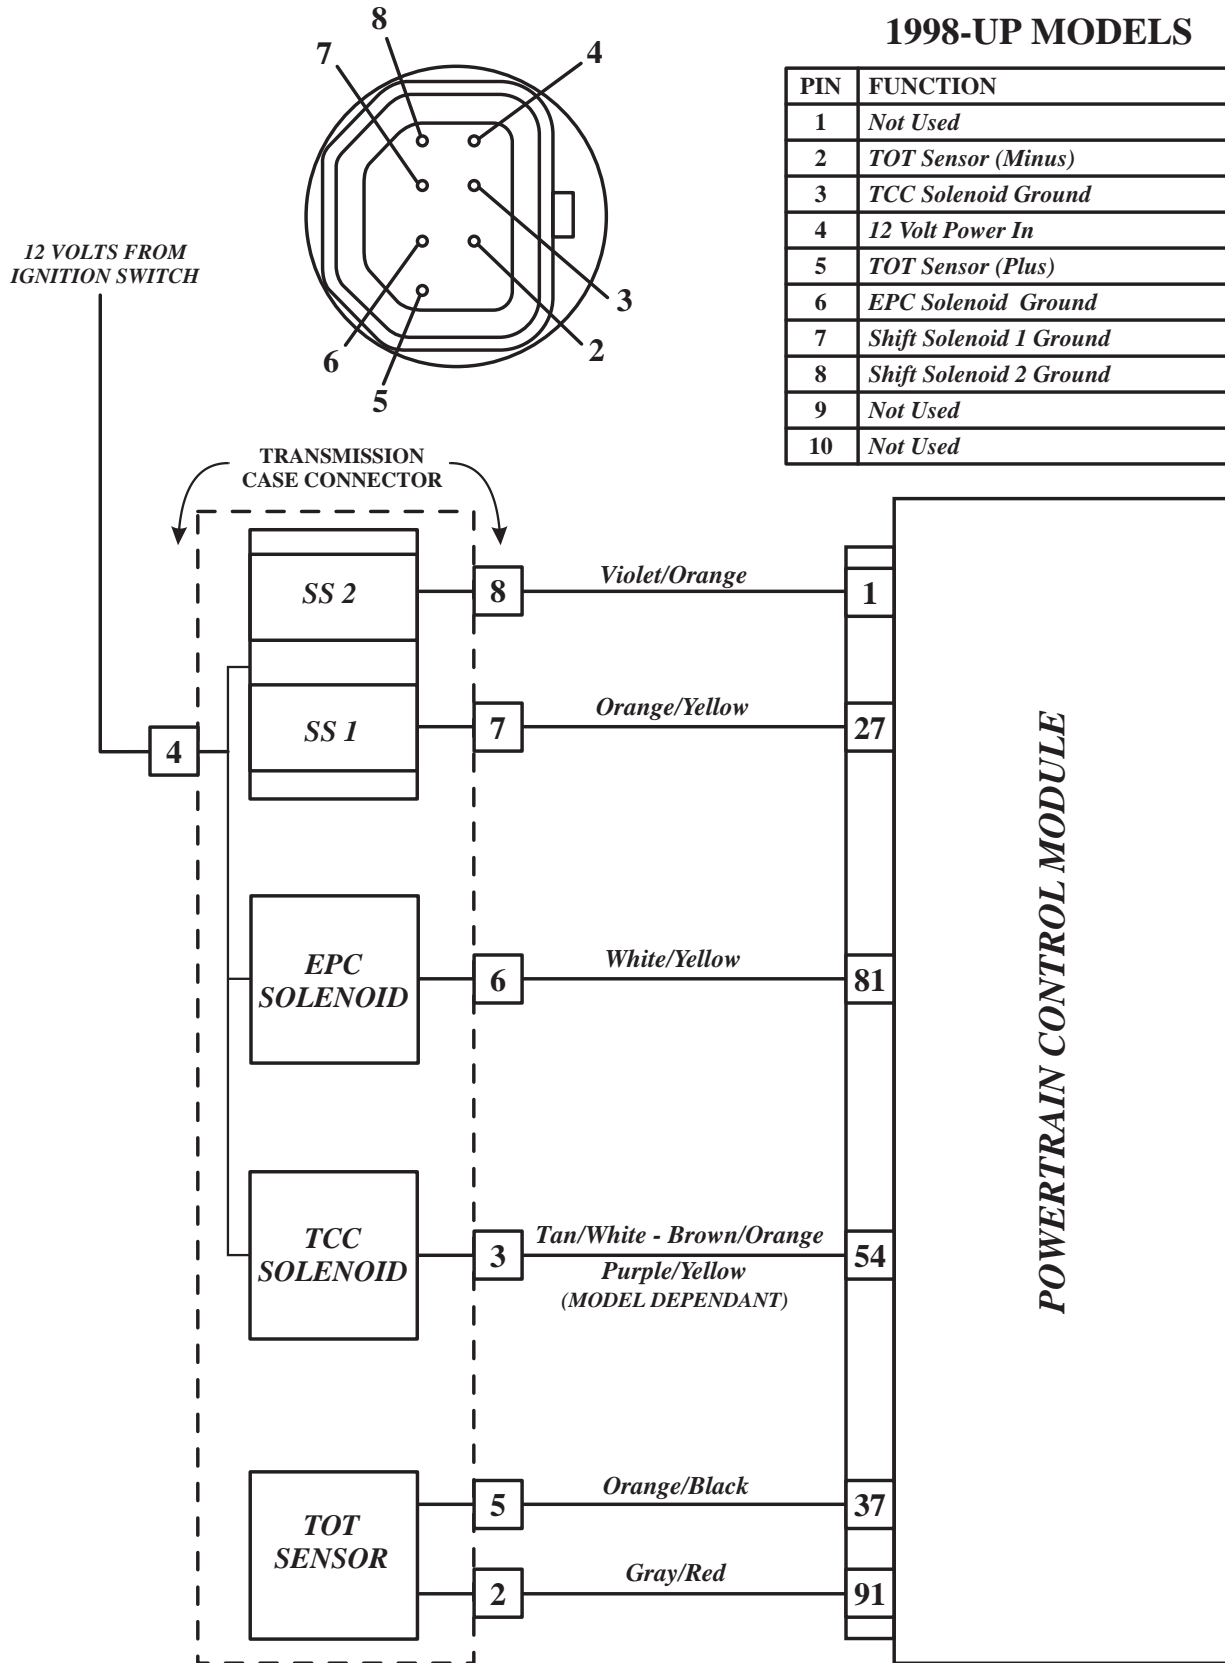 1998-UP MODELS
8
7
4
3
6
2
5
PIN FUNCTION
1 Not Used
2 TOT Sensor (Minus)
3 TCC Solenoid Ground
4 12 Volt Power In
5 TOT Sensor (Plus)
6 EPC Solenoid Ground
7 Shift Solenoid 1 Ground
8 Shift Solenoid 2 Ground
9 Not Used
10 Not Used
12 VOLTS FROM
IGNITION SWITCH
TRANSMISSION
CASE CONNECTOR
SS 2
8
Violet/Orange
1
SS 1
7
Orange/Yellow
27
4
EPC
SOLENOID
6
White/Yellow
81
TCC
SOLENOID
3
Tan/White - Brown/Orange
Purple/Yellow
(MODEL DEPENDANT)
54
TOT
SENSOR
5
Orange/Black
37
2
Gray/Red
91
POWERTRAIN CONTROL MODULE